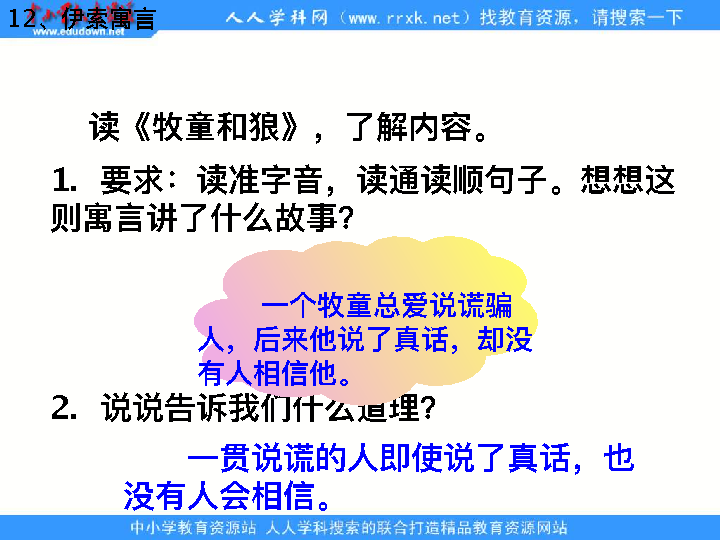 12、伊索寓言
人人学科网（www.rrxk.net）找教育资源，请搜索一下
www.edudown.net
读《牧童和狼》，了解内容。
1. 要求：读准字音，读通读顺句子。想想这
则寓言讲了什么故事？
一个牧童总爱说谎骗
人，后来他说了真话，却没
有人相信他。
2. 说说告诉我们什么道理？
一贯说谎的人即使说了真话，也
没有人会相信。
中小学教育资源站 人人学科搜索的联合打造精品教育资源网站